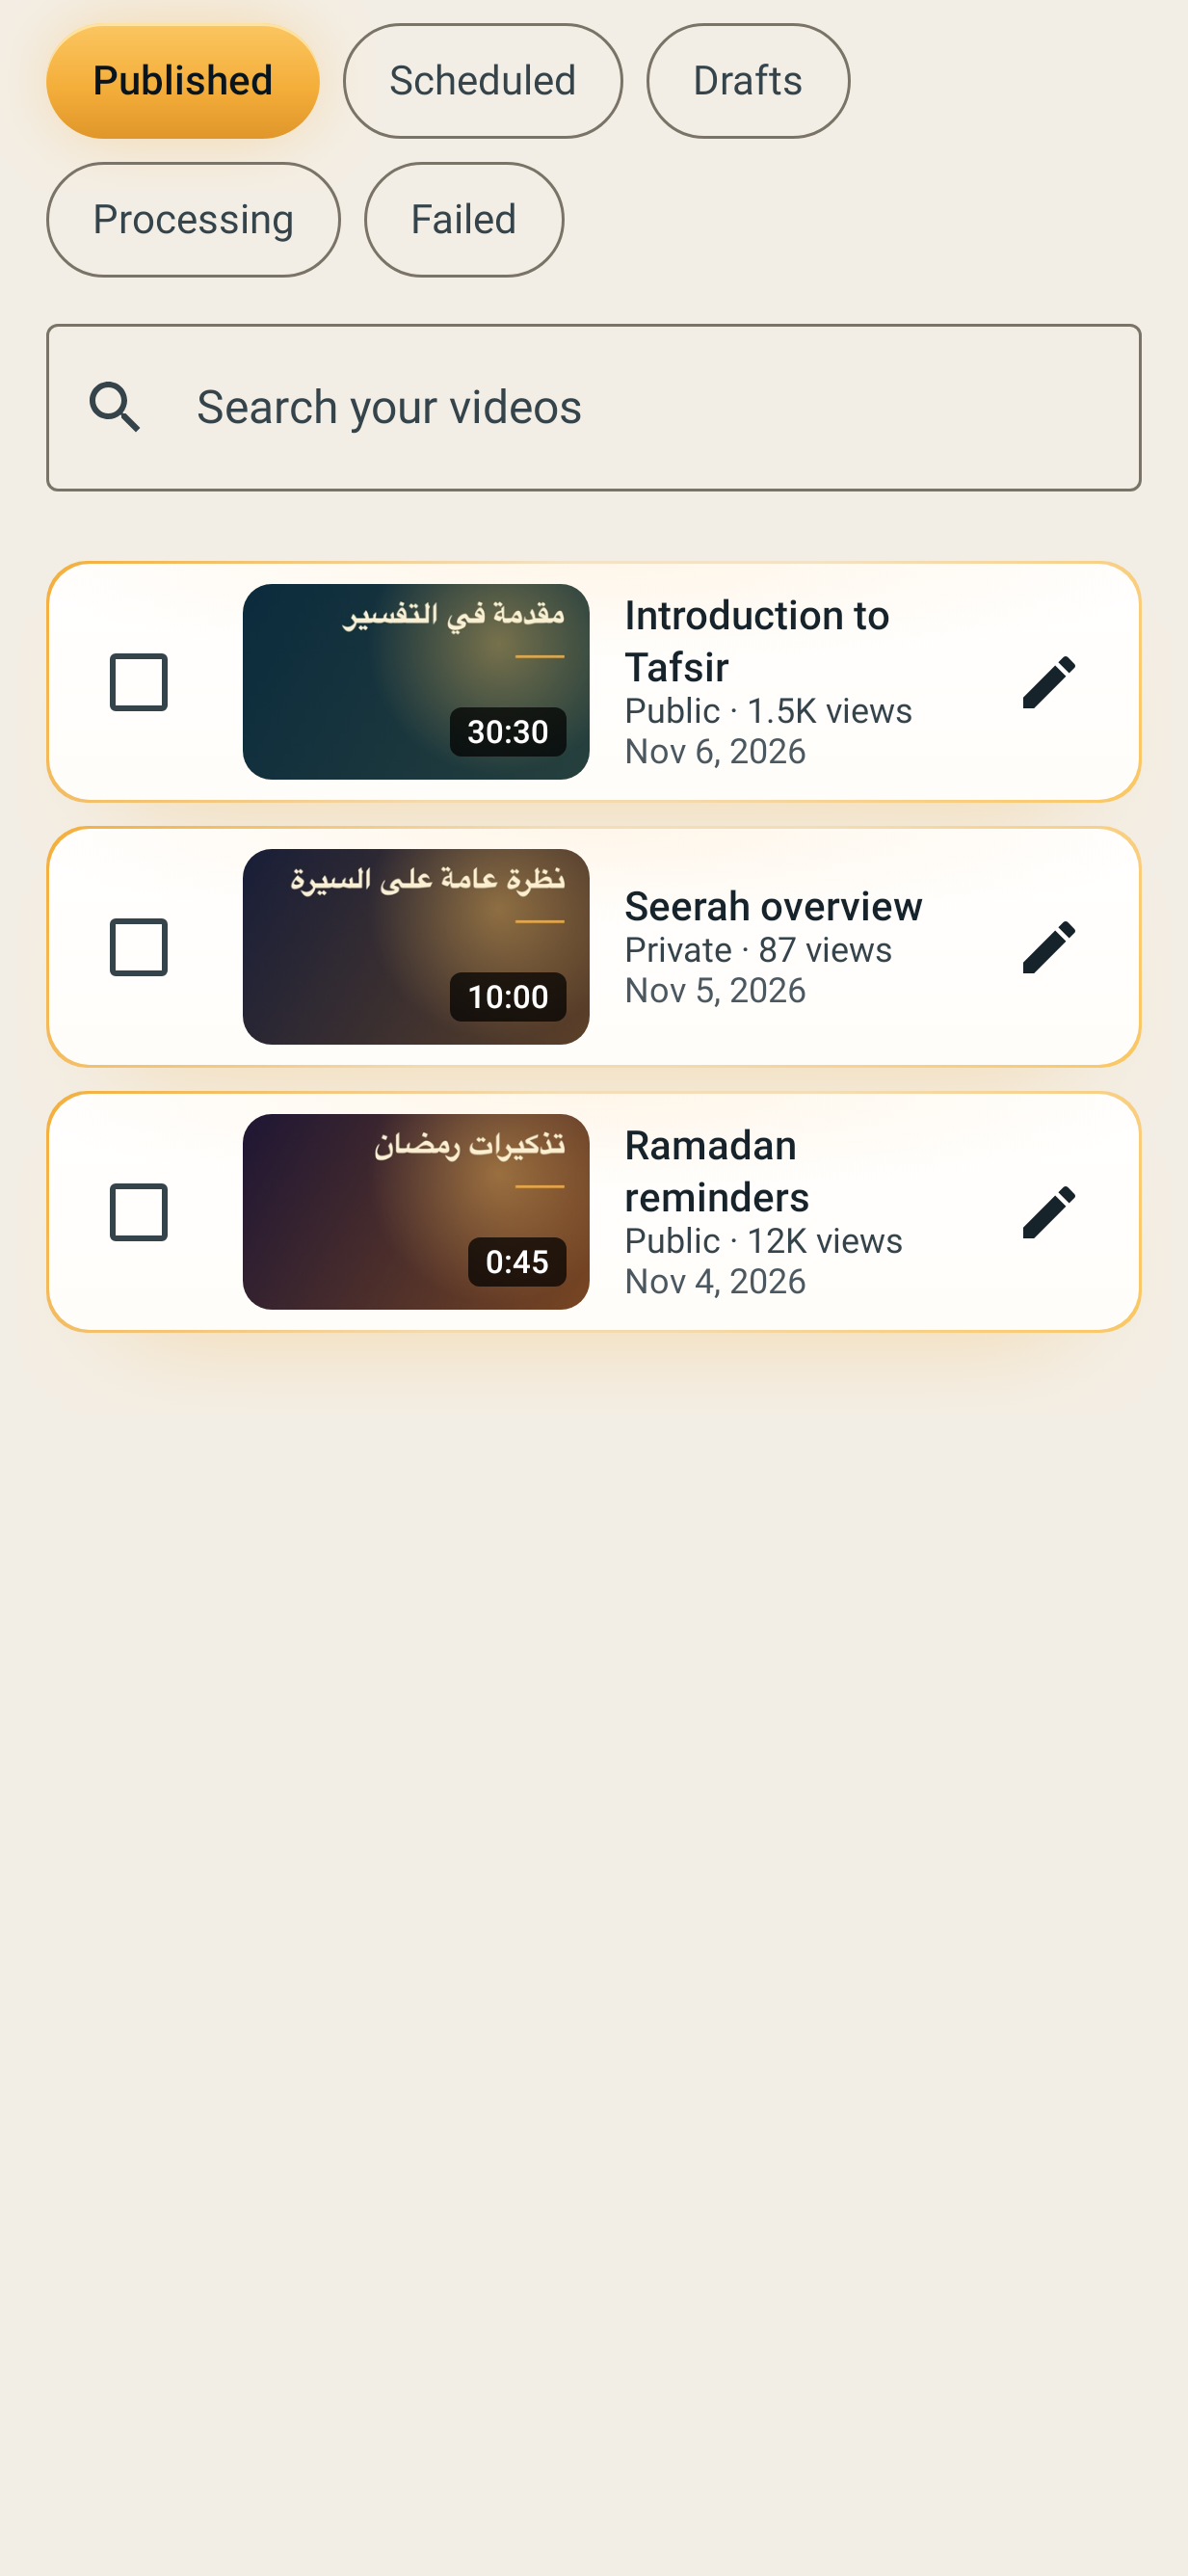 Published
Scheduled
Drafts
Processing
Failed
Search your videos
مقدمة في التفسير
30:30
Introduction to
Tafsir
Public · 1.5K views
Nov 6, 2026
نظرة عامة على السيرة
10:00
Seerah overview
Private · 87 views
Nov 5, 2026
تذكيرات رمضان
0:45
Ramadan
reminders
Public · 12K views
Nov 4, 2026